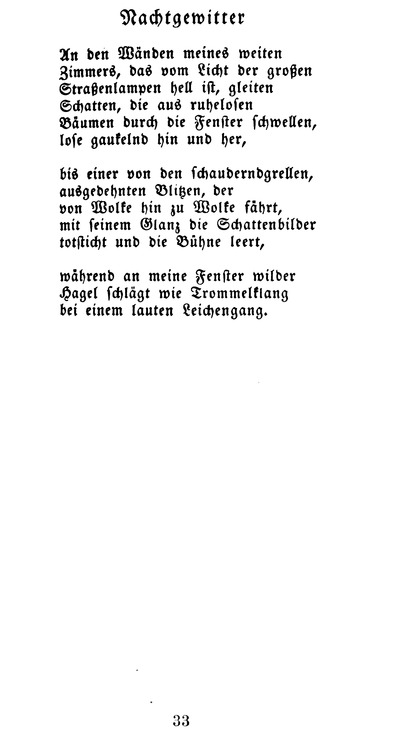 Nachtgewitter
An den Wänden meines weiten
Zimmers, das vom Licht der großen
Straßenlampen hell ist, gleiten
Schatten, die aus ruhelosen
Bäumen durch die Fenster schwellen,
lose gaukelnd hin und her,
bis einer von den schauderndgrellen,
ausgedehnten Blitzen, der
von Wolke hin zu Wolke fährt,
mit seinem Glanz die Schattenbilder
totsticht und die Bühne leert,
während an meine Fenster wilder
Hagel schlägt wie Trommelklang
bei einem lauten Leichengang.
33